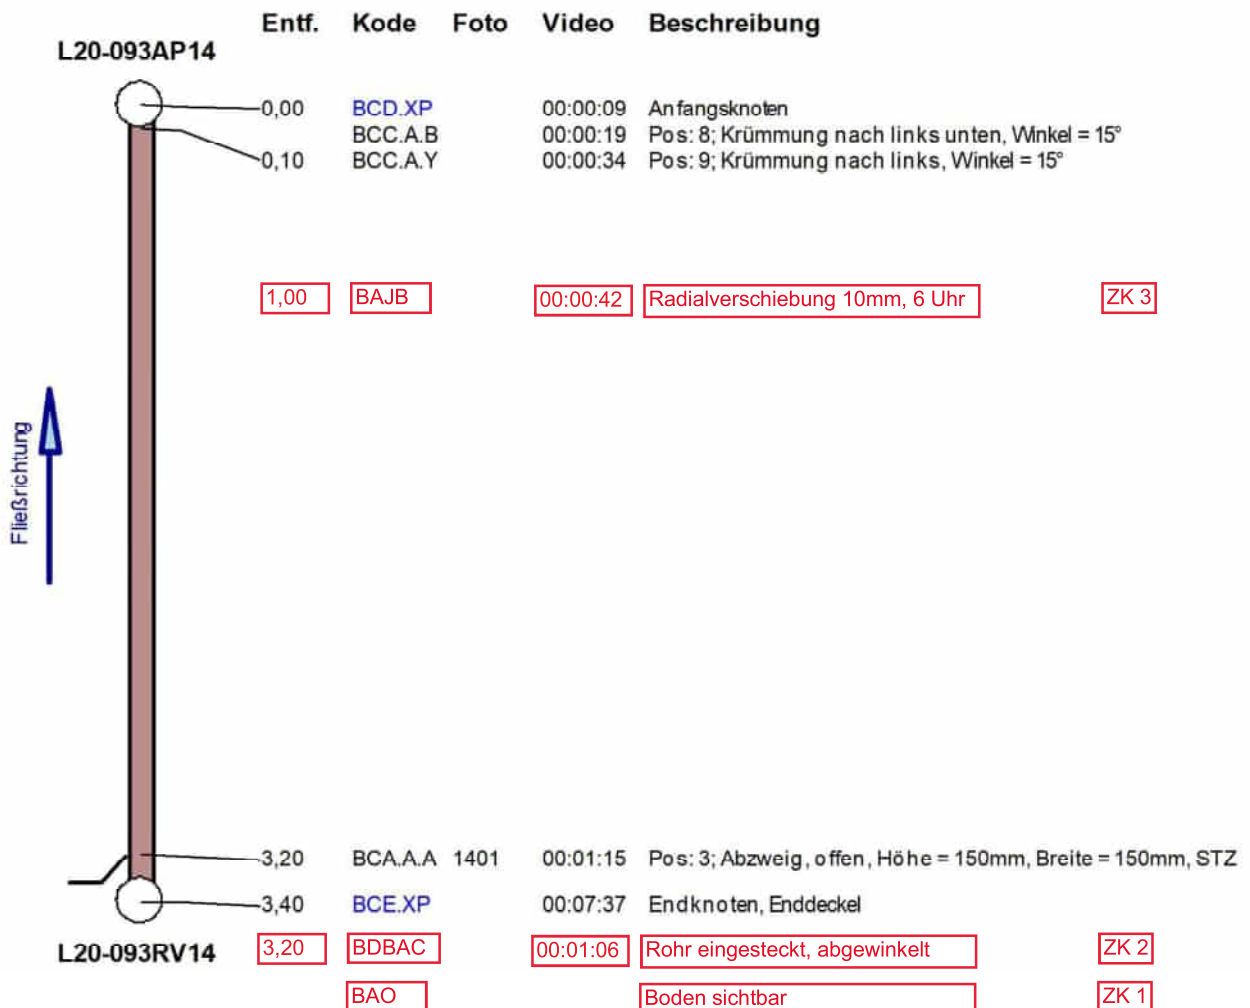 Entf. Kode Foto Video Beschreibung
L20-093AP14
0,00 BCD.XP 00:00:09 Anfangsknoten
BCC.A.B 00:00:19 Pos: 8; Krümmung nach links unten, Winkel = 15°
0,10 BCC.A.Y 00:00:34 Pos: 9; Krümmung nach links, Winkel = 15°
1,00 BAJB 00:00:42 Radialverschiebung 10mm, 6 Uhr ZK 3
Fließrichtung
3,20 BCA.A.A 1401 00:01:15 Pos: 3; Abzweig, offen, Höhe = 150mm, Breite = 150mm, STZ
3,40 BCE.XP 00:07:37 Endknoten, Enddeckel
L20-093RV14
3,20 BDBAC 00:01:06 Rohr eingesteckt, abgewinkelt ZK 2
BAO Boden sichtbar ZK 1